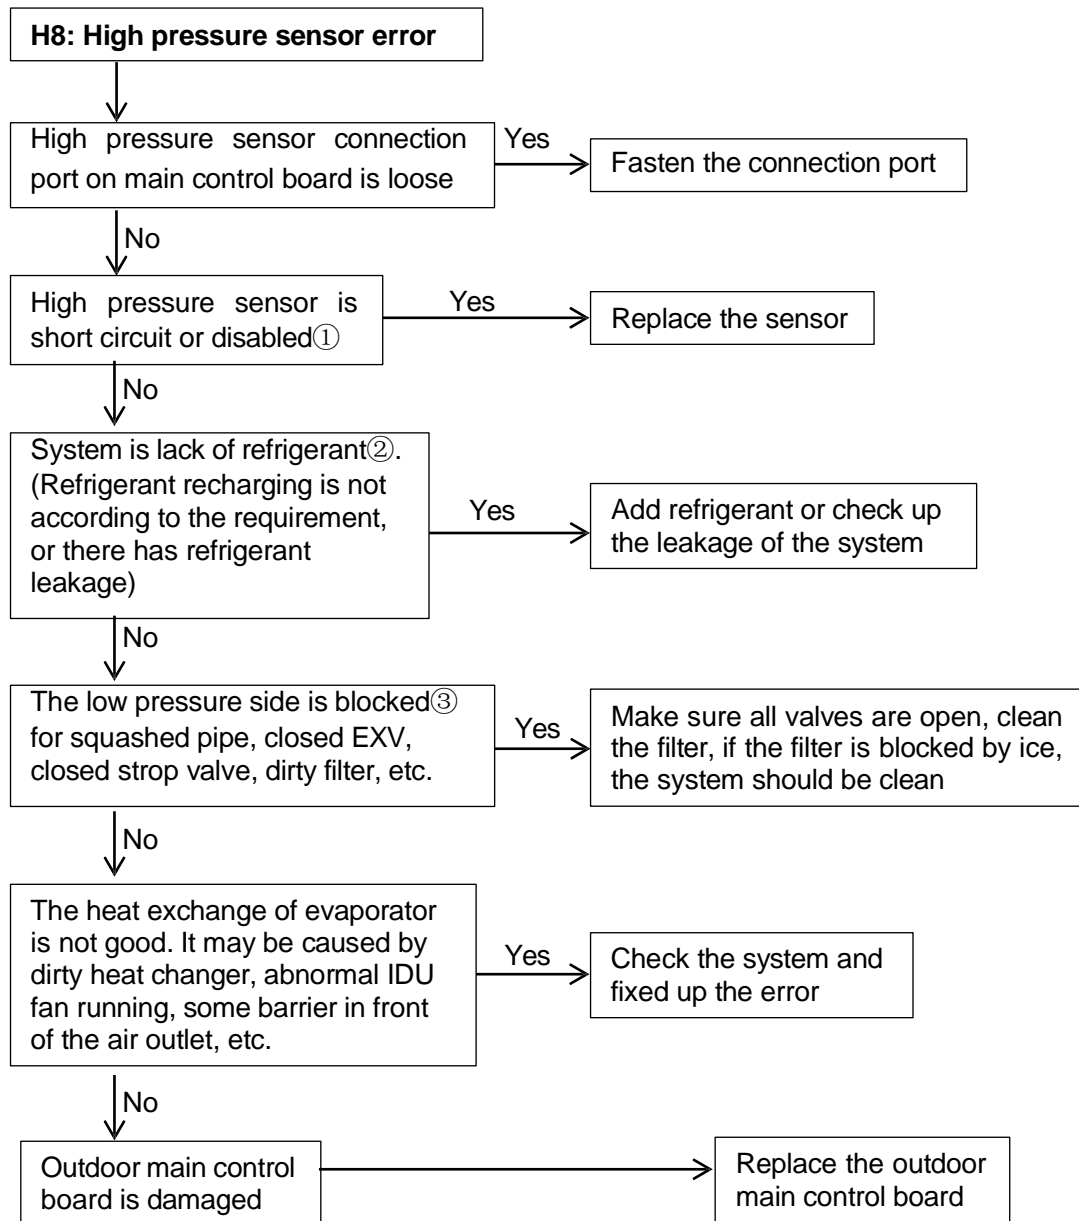 H8: High pressure sensor error
High pressure sensor connection
port on main control board is loose
Yes
Fasten the connection port
No
High pressure sensor is
short circuit or disabled①
Yes
Replace the sensor
No
System is lack of refrigerant②.
(Refrigerant recharging is not
according to the requirement,
or there has refrigerant
leakage)
Yes
Add refrigerant or check up
the leakage of the system
No
The low pressure side is blocked③
for squashed pipe, closed EXV,
closed strop valve, dirty filter, etc.
Yes
Make sure all valves are open, clean
the filter, if the filter is blocked by ice,
the system should be clean
No
The heat exchange of evaporator
is not good. It may be caused by
dirty heat changer, abnormal IDU
fan running, some barrier in front
of the air outlet, etc.
Yes
Check the system and
fixed up the error
No
Outdoor main control
board is damaged
Replace the outdoor
main control board